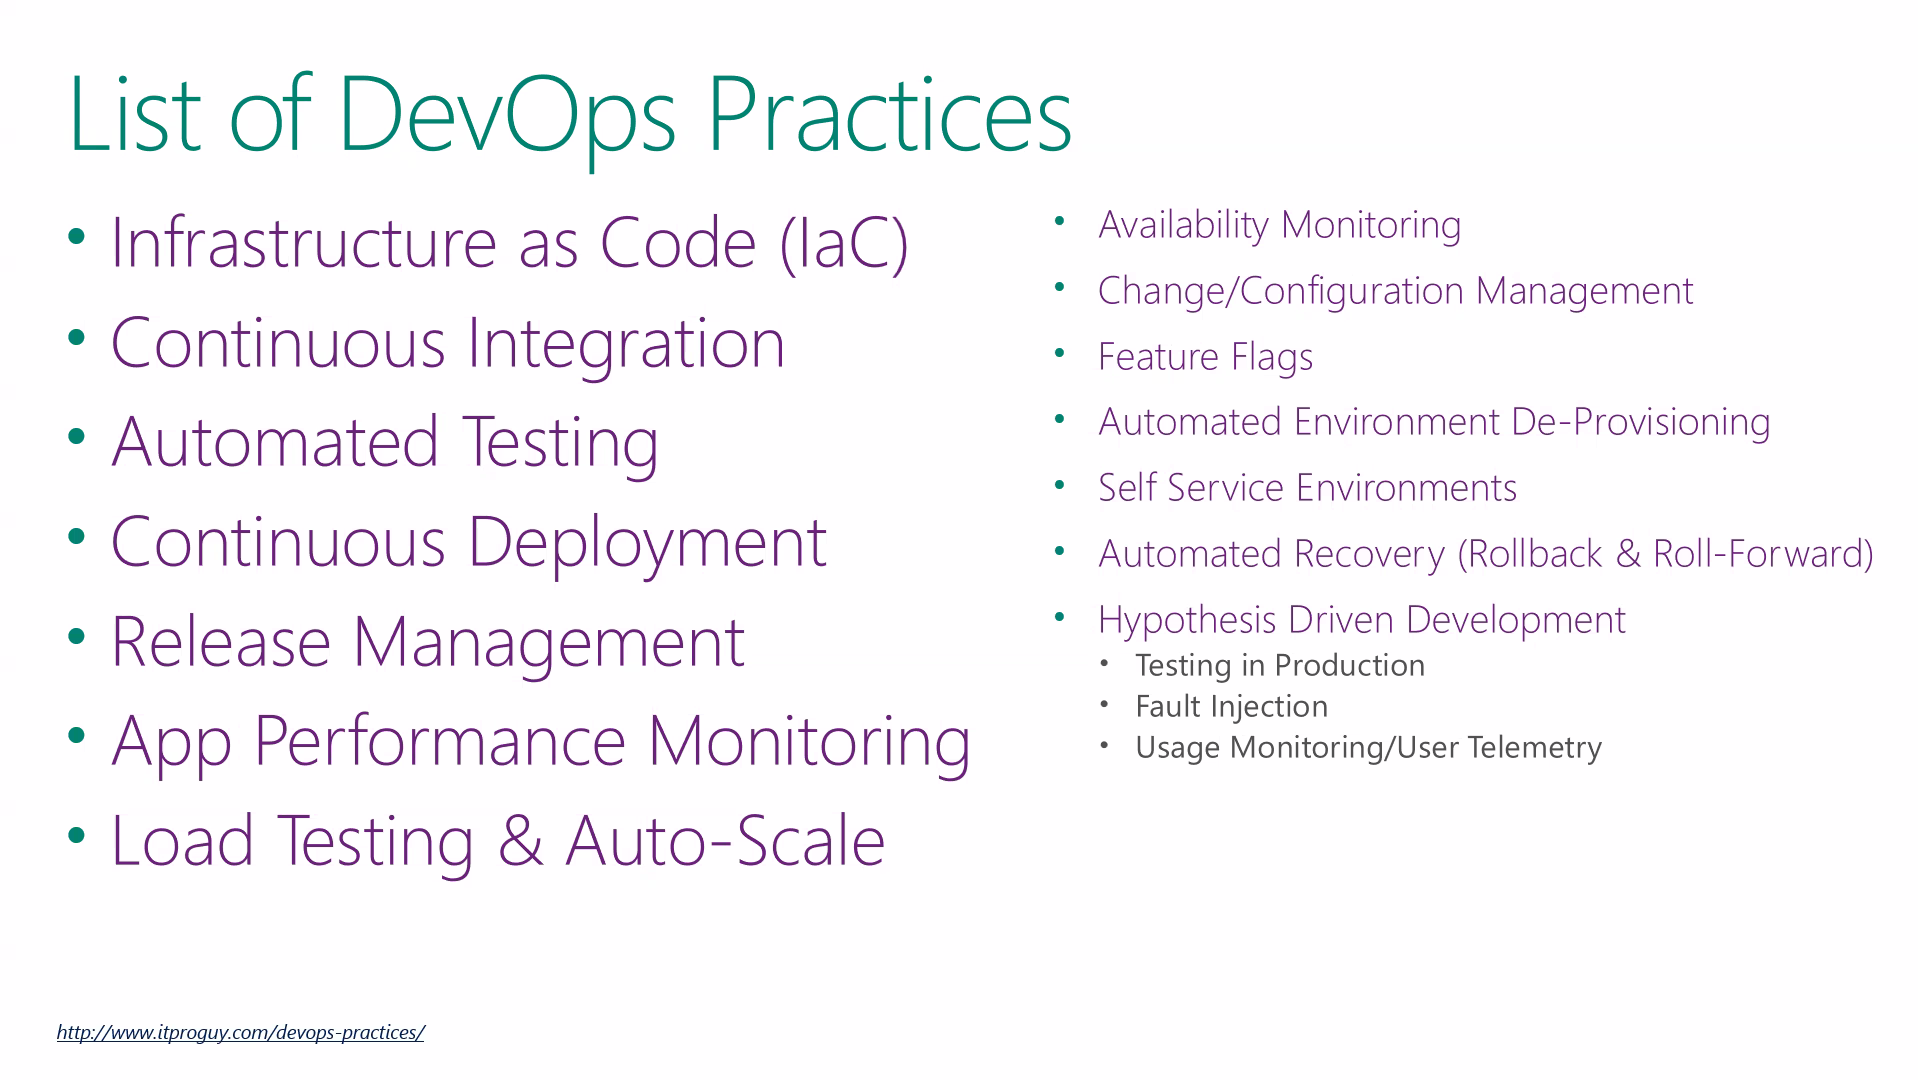 List of DevOps Practices
• Infrastructure as Code (IaC)
• Continuous Integration
• Automated Testing
• Continuous Deployment
• Release Management
• App Performance Monitoring
• Load Testing & Auto-Scale
• Availability Monitoring
• Change/Configuration Management
• Feature Flags
• Automated Environment De-Provisioning
• Self Service Environments
• Automated Recovery (Rollback & Roll-Forward)
• Hypothesis Driven Development
• Testing in Production
• Fault Injection
• Usage Monitoring/User Telemetry
http://www.itproguy.com/devops-practices/